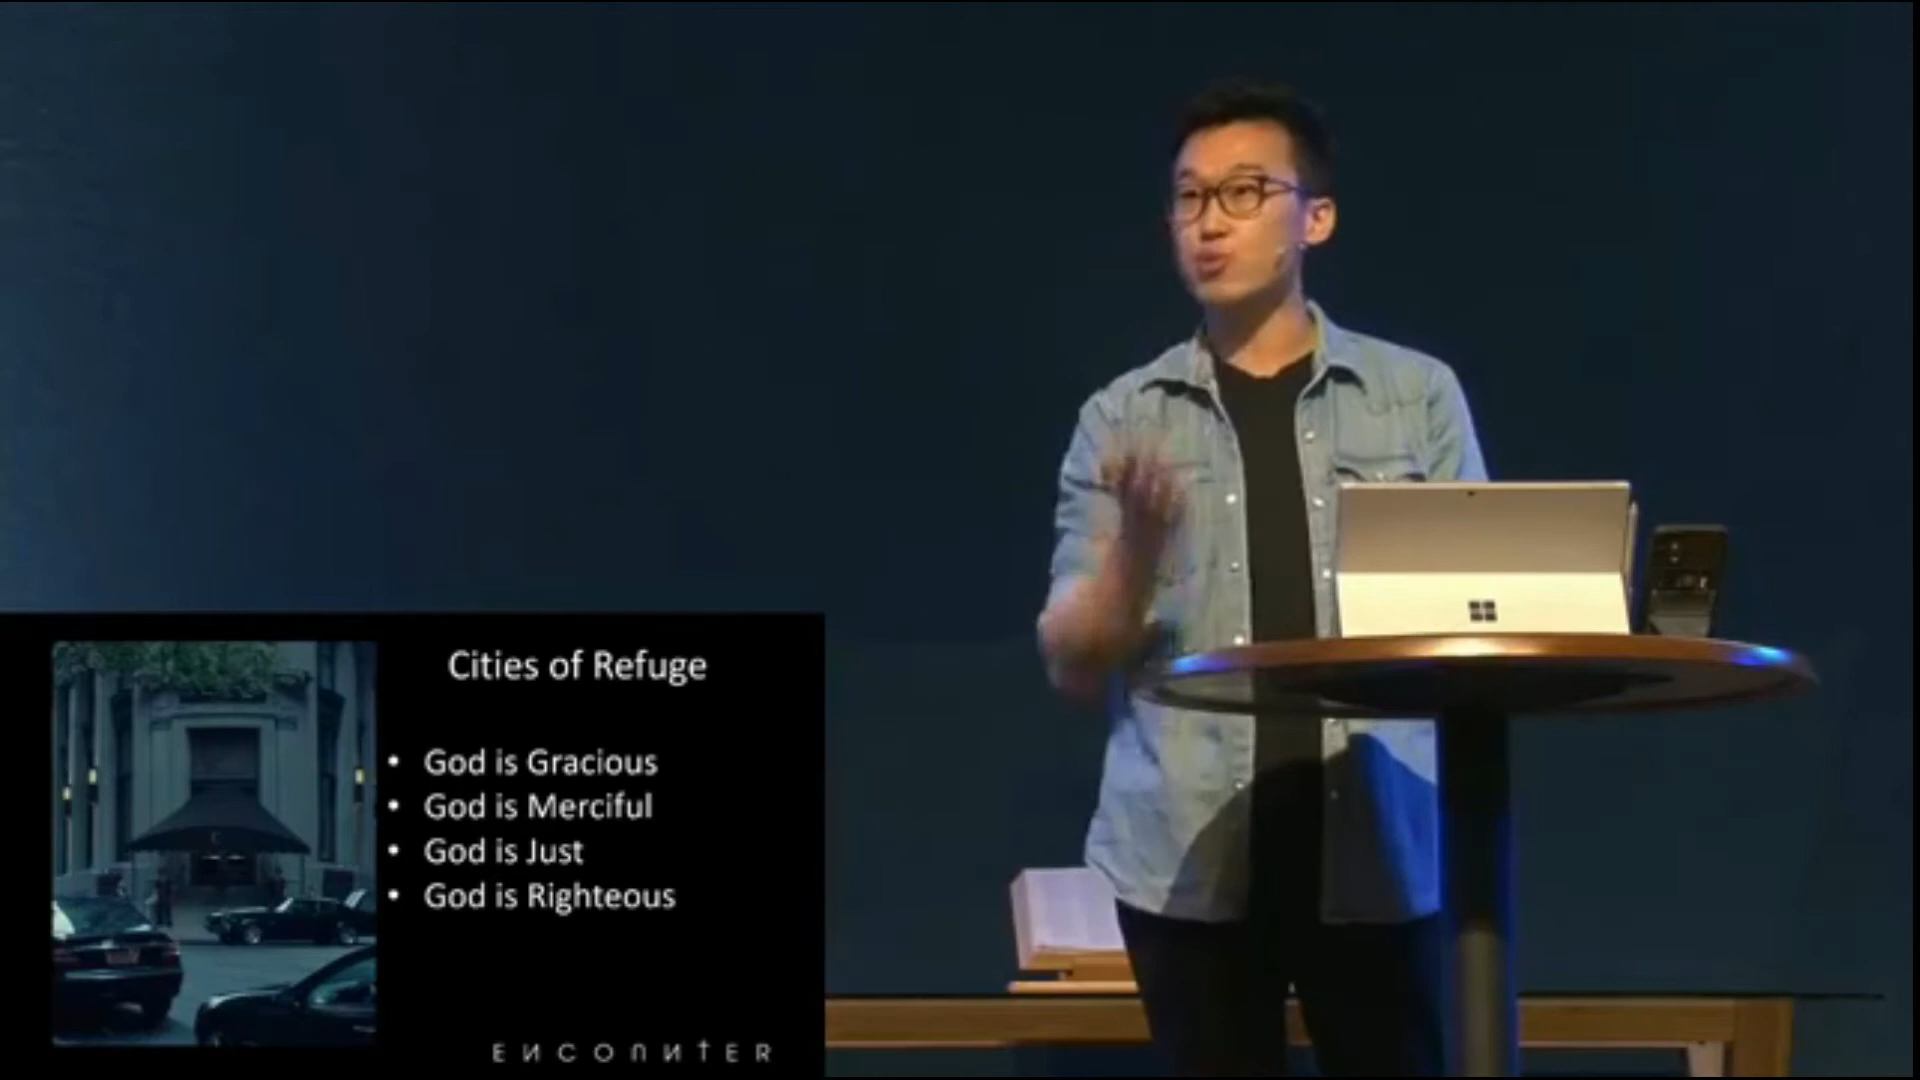 Cities of Refuge
• God is Gracious
• God is Merciful
• God is Just
• God is Righteous
ENCOUNTER